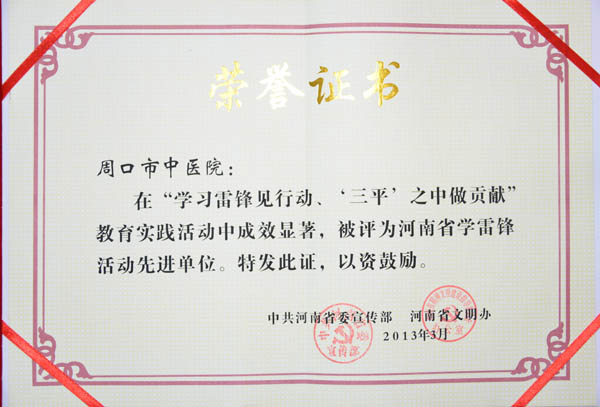 荣誉证书
周口市中医院：
在“学习雷锋见行动、‘三平’之中做贡献”
教育实践活动中成效显著，被评为河南省学雷锋
活动先进单位。特发此证，以资鼓励。
中共河南省委宣传部 河南省文明办
2013年3月